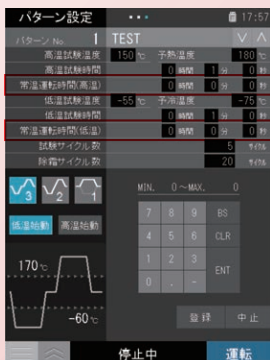 パターン設定 17:57
パターン No. 1 TEST
高温試験温度 150 ℃ 予熱温度 180 ℃
高温試験時間 0 時間 1 分 0 秒
常温運転時間(高温) 0 時間 0 分 0 秒
低温試験温度 -55 ℃ 予冷温度 -75 ℃
低温試験時間 0 時間 1 分 0 秒
常温運転時間(低温) 0 時間 0 分 0 秒
試験サイクル数 5 サイクル
除霜サイクル数 20 サイクル
3 2 1
MIN. 0～MAX. 0
7 8 9 BS
低温始動 高温始動
4 5 6 CLR
1 2 3
ENT
0 . -
170℃
-60℃
登録 中止
停止中 運転